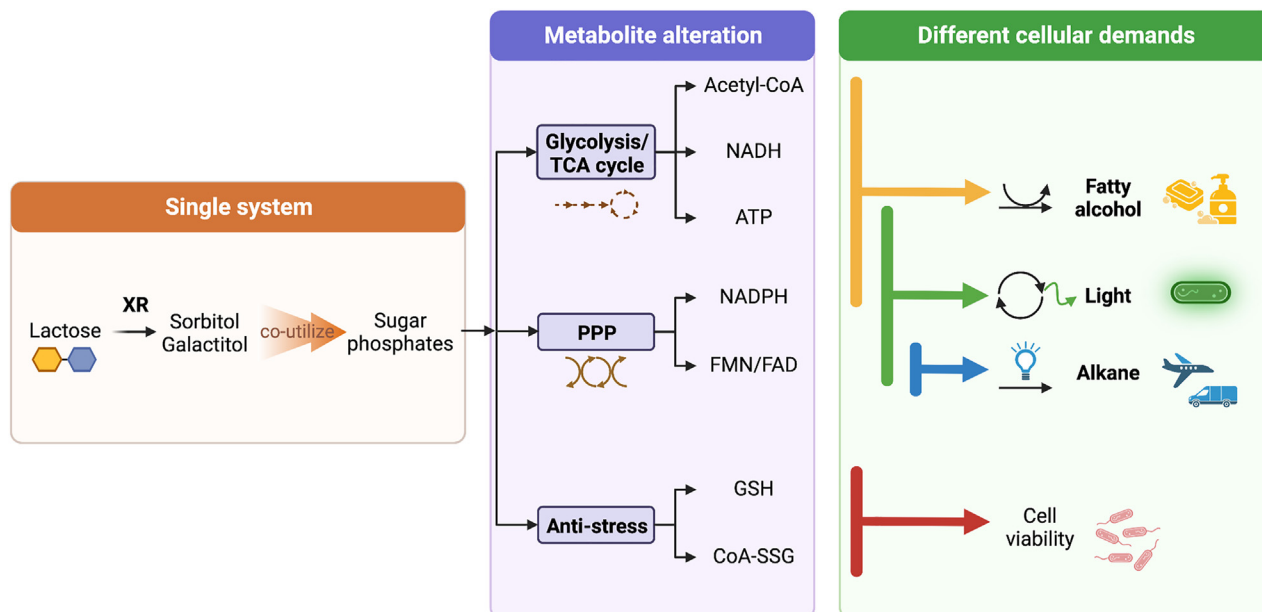 Single system
Lactose
XR
Sorbitol
Galactitol
co-utilize
Sugar
phosphates
Metabolite alteration
Glycolysis/
TCA cycle
Acetyl-CoA
NADH
ATP
PPP
NADPH
FMN/FAD
Anti-stress
GSH
CoA-SSG
Different cellular demands
Fatty
alcohol
Light
Alkane
Cell
viability